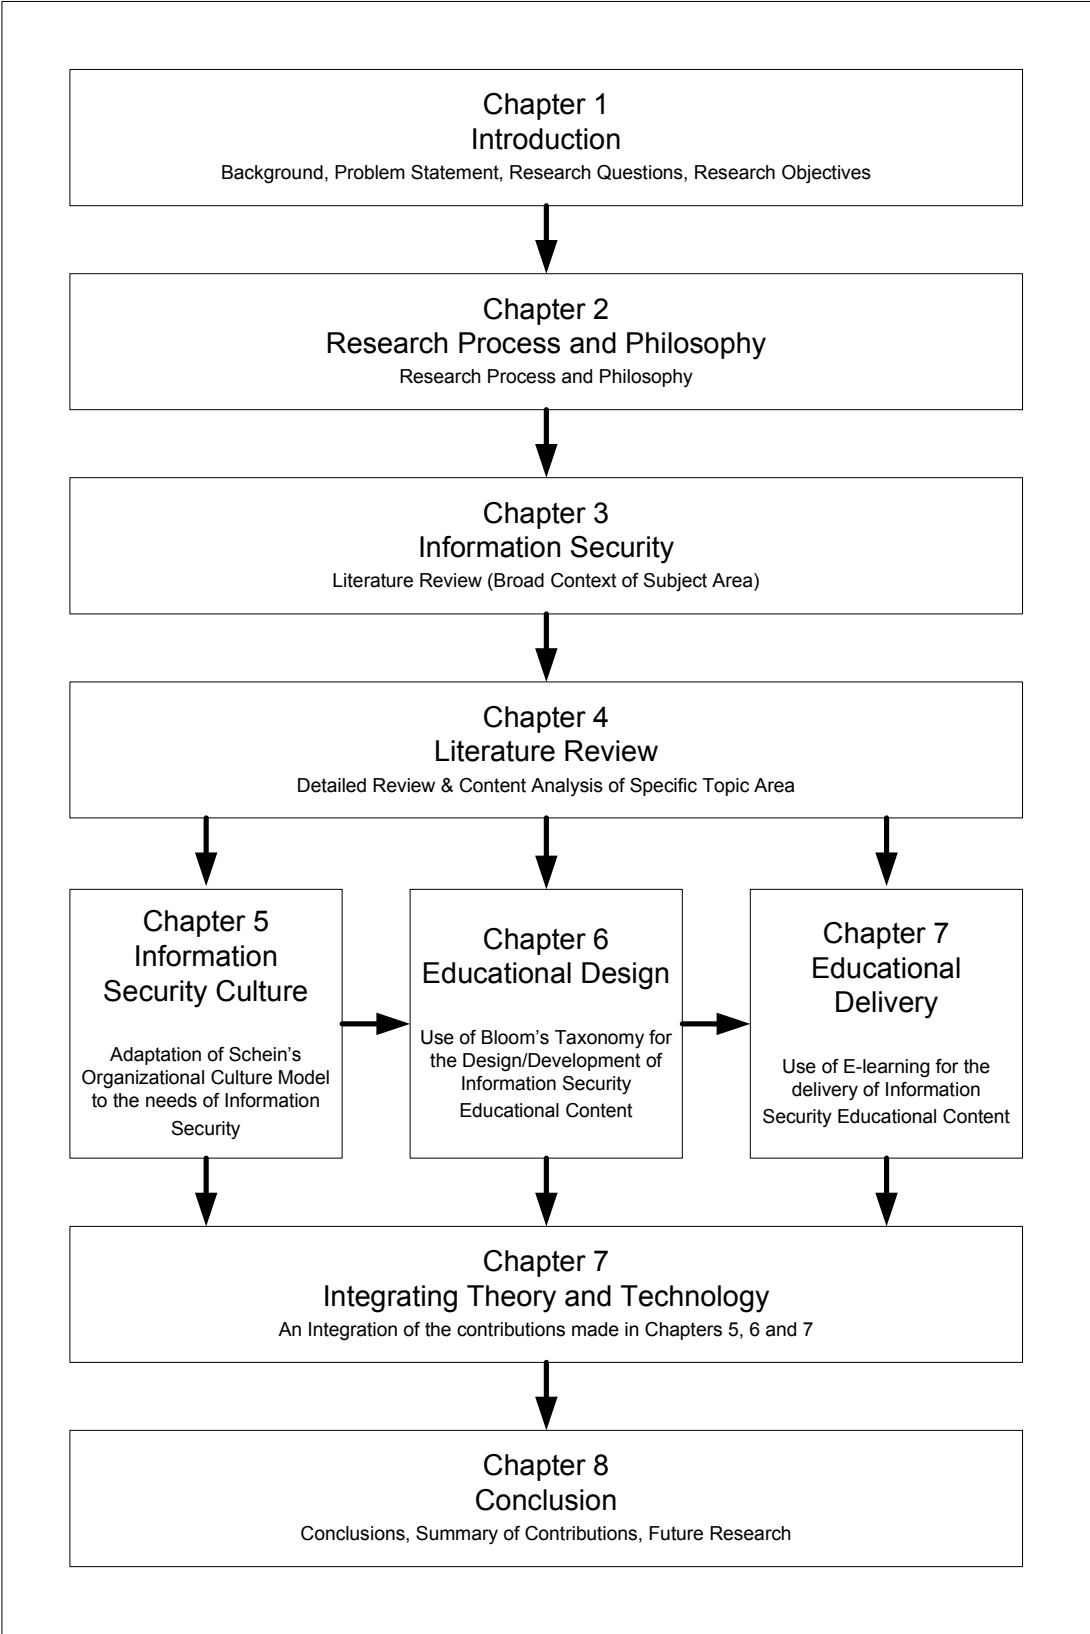 Chapter 1
Introduction
Background, Problem Statement, Research Questions, Research Objectives
Chapter 2
Research Process and Philosophy
Research Process and Philosophy
Chapter 3
Information Security
Literature Review (Broad Context of Subject Area)
Chapter 4
Literature Review
Detailed Review & Content Analysis of Specific Topic Area
Chapter 5
Information
Security Culture
Adaptation of Schein’s
Organizational Culture Model
to the needs of Information
Security
Chapter 6
Educational Design
Use of Bloom’s Taxonomy for
the Design/Development of
Information Security
Educational Content
Chapter 7
Educational
Delivery
Use of E-learning for the
delivery of Information
Security Educational Content
Chapter 7
Integrating Theory and Technology
An Integration of the contributions made in Chapters 5, 6 and 7
Chapter 8
Conclusion
Conclusions, Summary of Contributions, Future Research